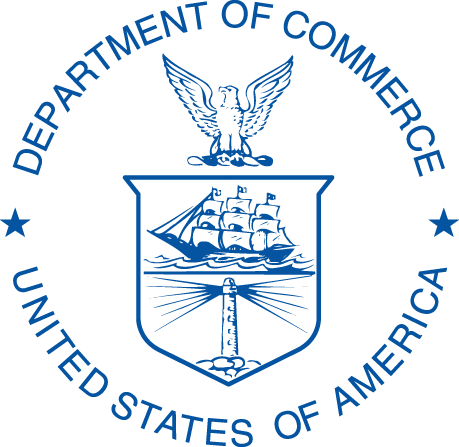 DEPARTMENT OF COMMERCE
UNITED STATES OF AMERICA